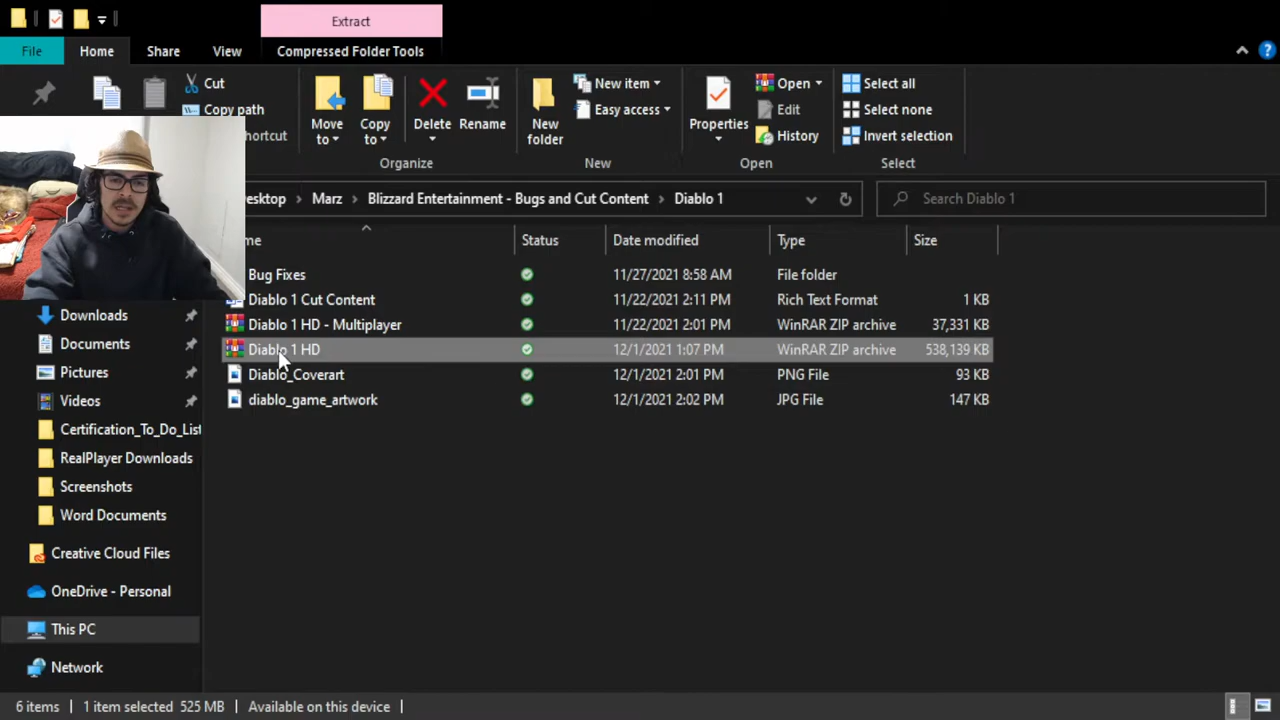 Extract
File Home Share View Compressed Folder Tools
Cut
Copy path
shortcut
Move to
Copy to
Delete
Rename
Organize
New folder
New item
Easy access
New
Properties
Open
Edit
History
Open
Select all
Select none
Invert selection
Select
esktop > Marz > Blizzard Entertainment - Bugs and Cut Content > Diablo 1
Search Diablo 1
me Status Date modified Type Size
Bug Fixes 11/27/2021 8:58 AM File folder
Diablo 1 Cut Content 11/22/2021 2:11 PM Rich Text Format 1 KB
Diablo 1 HD - Multiplayer 11/22/2021 2:01 PM WinRAR ZIP archive 37,331 KB
Diablo 1 HD 12/1/2021 1:07 PM WinRAR ZIP archive 538,139 KB
Diablo_Coverart 12/1/2021 2:01 PM PNG File 93 KB
diablo_game_artwork 12/1/2021 2:02 PM JPG File 147 KB
Downloads
Documents
Pictures
Videos
Certification_To_Do_List
RealPlayer Downloads
Screenshots
Word Documents
Creative Cloud Files
OneDrive - Personal
This PC
Network
6 items 1 item selected 525 MB Available on this device